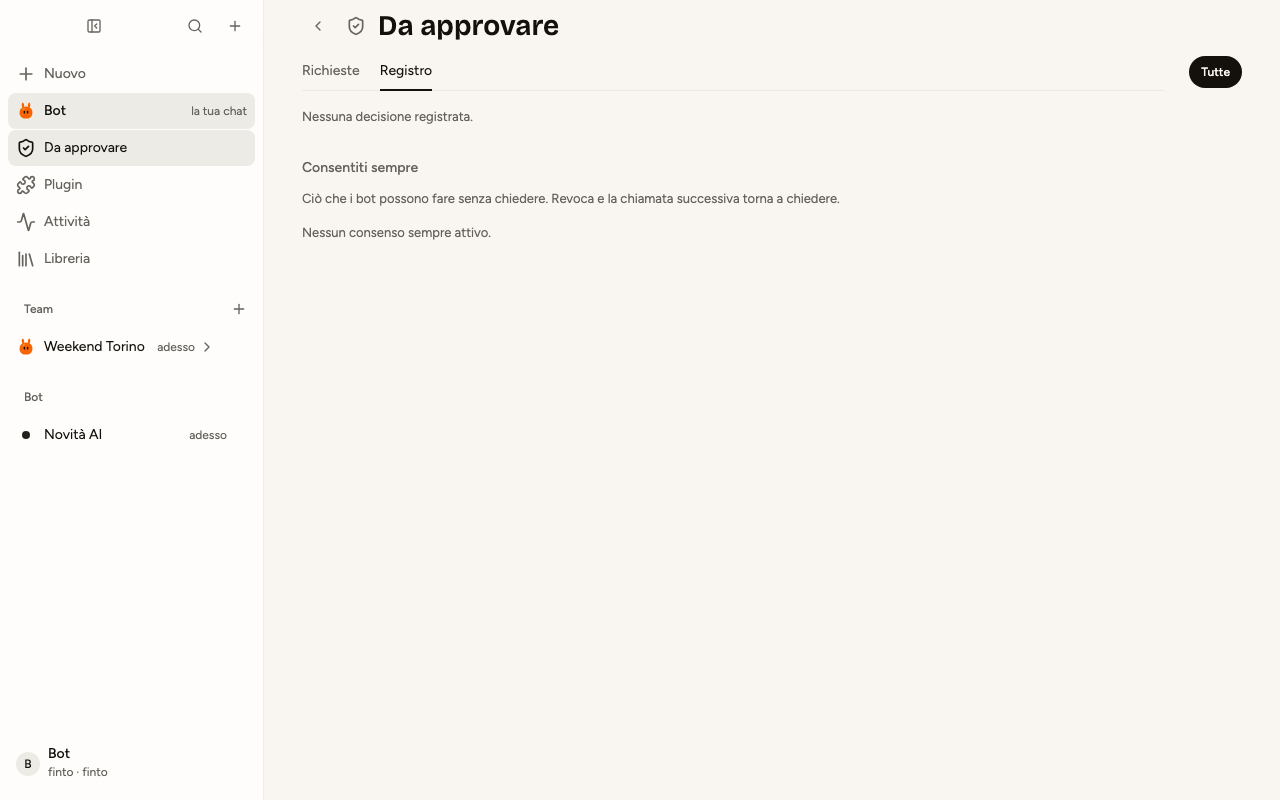 Nuovo
Bot la tua chat
Da approvare
Plugin
Attività
Libreria
Team
Weekend Torino adesso
Bot
Novità AI adesso
B
Bot
finto · finto
Da approvare
Richieste Registro
Tutte
Nessuna decisione registrata.
Consentiti sempre
Ciò che i bot possono fare senza chiedere. Revoca e la chiamata successiva torna a chiedere.
Nessun consenso sempre attivo.